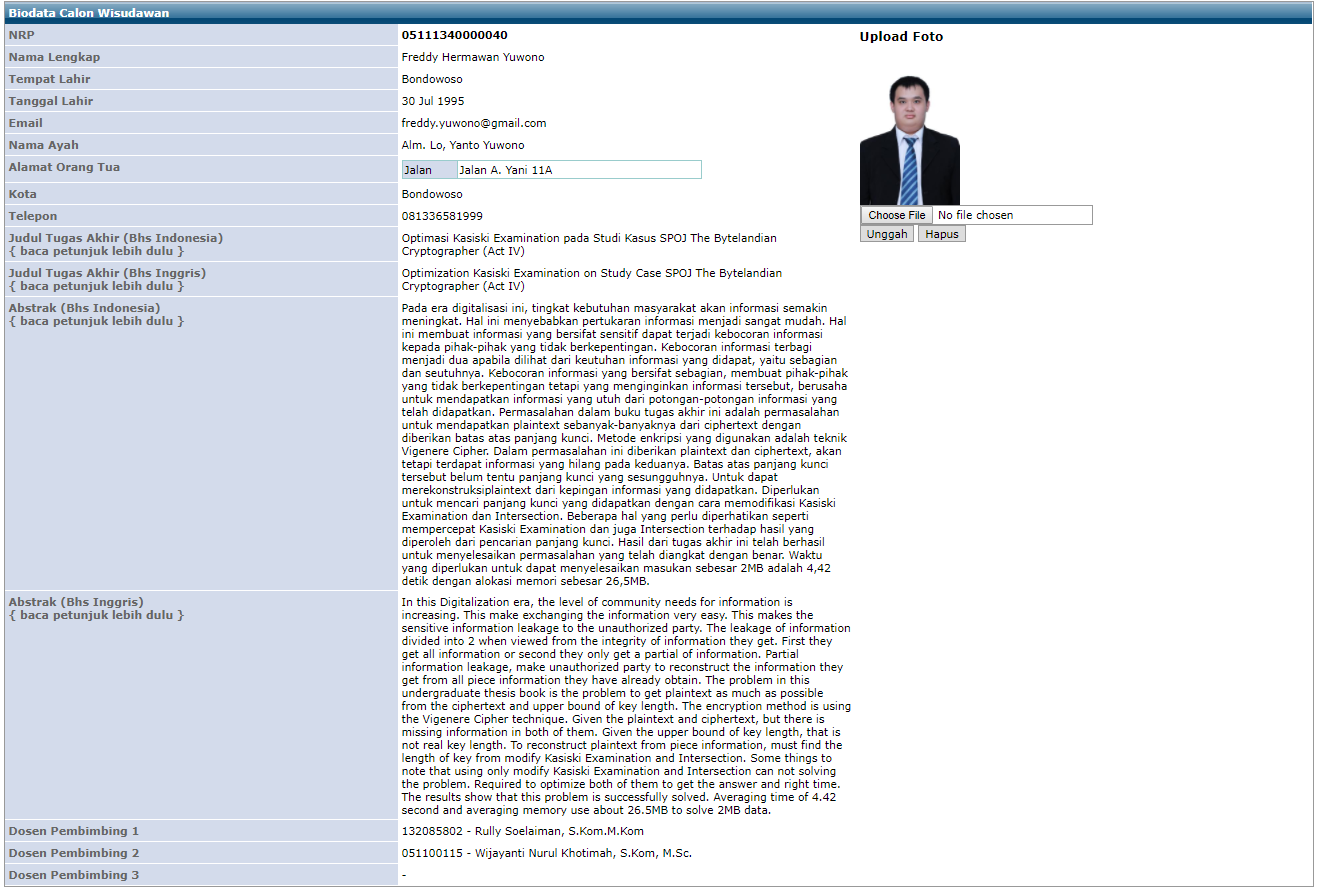 Biodata Calon Wisudawan
NRP
05111340000040
Nama Lengkap
Freddy Hermawan Yuwono
Tempat Lahir
Bondowoso
Tanggal Lahir
30 Jul 1995
Email
freddy.yuwono@gmail.com
Nama Ayah
Alm. Lo, Yanto Yuwono
Alamat Orang Tua
Jalan
Jalan A. Yani 11A
Kota
Bondowoso
Telepon
081336581999
Judul Tugas Akhir (Bhs Indonesia)
{ baca petunjuk lebih dulu }
Optimasi Kasiski Examination pada Studi Kasus SPOJ The Bytelandian
Cryptographer (Act IV)
Judul Tugas Akhir (Bhs Inggris)
{ baca petunjuk lebih dulu }
Optimization Kasiski Examination on Study Case SPOJ The Bytelandian
Cryptographer (Act IV)
Abstrak (Bhs Indonesia)
{ baca petunjuk lebih dulu }
Pada era digitalisasi ini, tingkat kebutuhan masyarakat akan informasi semakin
meningkat. Hal ini menyebabkan pertukaran informasi menjadi sangat mudah. Hal
ini membuat informasi yang bersifat sensitif dapat terjadi kebocoran informasi
kepada pihak-pihak yang tidak berkepentingan. Kebocoran informasi terbagi
menjadi dua apabila dilihat dari keutuhan informasi yang didapat, yaitu sebagian
dan seutuhnya. Kebocoran informasi yang bersifat sebagian, membuat pihak-pihak
yang tidak berkepentingan tetapi yang menginginkan informasi tersebut, berusaha
untuk mendapatkan informasi yang utuh dari potongan-potongan informasi yang
telah didapatkan. Permasalahan dalam buku tugas akhir ini adalah permasalahan
untuk mendapatkan plaintext sebanyak-banyaknya dari ciphertext dengan
diberikan batas atas panjang kunci. Metode enkripsi yang digunakan adalah teknik
Vigenere Cipher. Dalam permasalahan ini diberikan plaintext dan ciphertext, akan
tetapi terdapat informasi yang hilang pada keduanya. Batas atas panjang kunci
tersebut belum tentu panjang kunci yang sesungguhnya. Untuk dapat
merekonstruksiplaintext dari kepingan informasi yang didapatkan. Diperlukan
untuk mencari panjang kunci yang didapatkan dengan cara memodifikasi Kasiski
Examination dan Intersection. Beberapa hal yang perlu diperhatikan seperti
mempercepat Kasiski Examination dan juga Intersection terhadap hasil yang
diperoleh dari pencarian panjang kunci. Hasil dari tugas akhir ini telah berhasil
untuk menyelesaikan permasalahan yang telah diangkat dengan benar. Waktu
yang diperlukan untuk dapat menyelesaikan masukan sebesar 2MB adalah 4,42
detik dengan alokasi memori sebesar 26,5MB.
Abstrak (Bhs Inggris)
{ baca petunjuk lebih dulu }
In this Digitalization era, the level of community needs for information is
increasing. This make exchanging the information very easy. This makes the
sensitive information leakage to the unauthorized party. The leakage of information
divided into 2 when viewed from the integrity of information they get. First they
get all information or second they only get a partial of information. Partial
information leakage, make unauthorized party to reconstruct the information they
get from all piece information they have already obtain. The problem in this
undergraduate thesis book is the problem to get plaintext as much as possible
from the ciphertext and upper bound of key length. The encryption method is using
the Vigenere Cipher technique. Given the plaintext and ciphertext, but there is
missing information in both of them. Given the upper bound of key length, that is
not real key length. To reconstruct plaintext from piece information, must find the
length of key from modify Kasiski Examination and Intersection. Some things to
note that using only modify Kasiski Examination and Intersection can not solving
the problem. Required to optimize both of them to get the answer and right time.
The results show that this problem is successfully solved. Averaging time of 4.42
second and averaging memory use about 26.5MB to solve 2MB data.
Dosen Pembimbing 1
132085802 - Rully Soelaiman, S.Kom.M.Kom
Dosen Pembimbing 2
051100115 - Wijayanti Nurul Khotimah, S.Kom, M.Sc.
Dosen Pembimbing 3
-
Upload Foto
Choose File No file chosen
Unggah Hapus